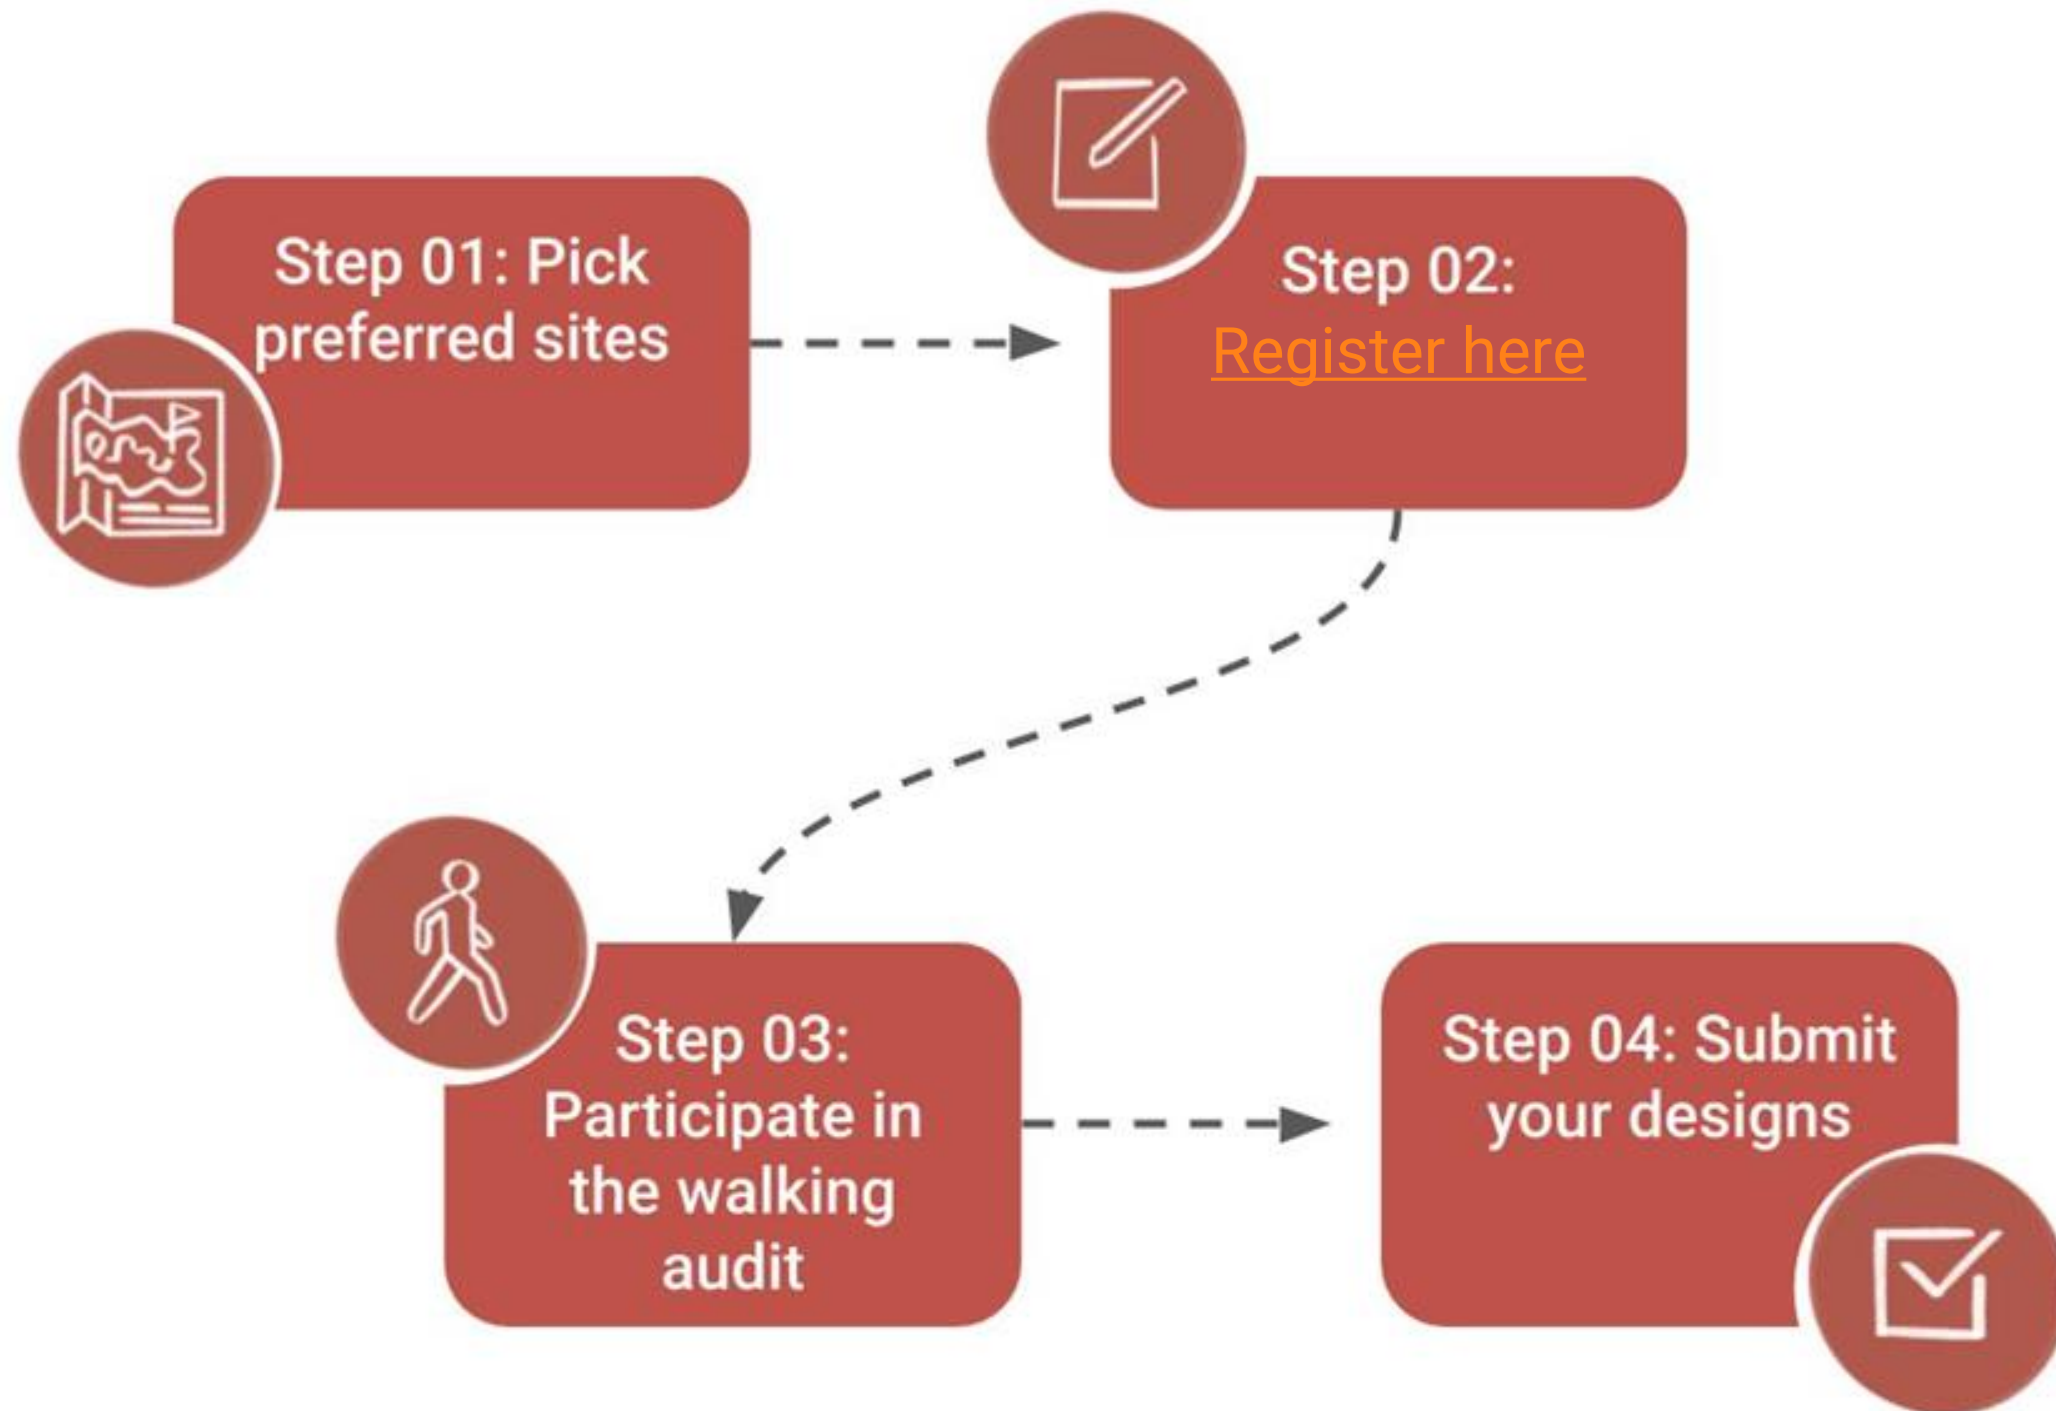 Step 01: Pick
preferred sites
Step 02:
Register here
Step 03:
Participate in
the walking
audit
Step 04: Submit
your designs